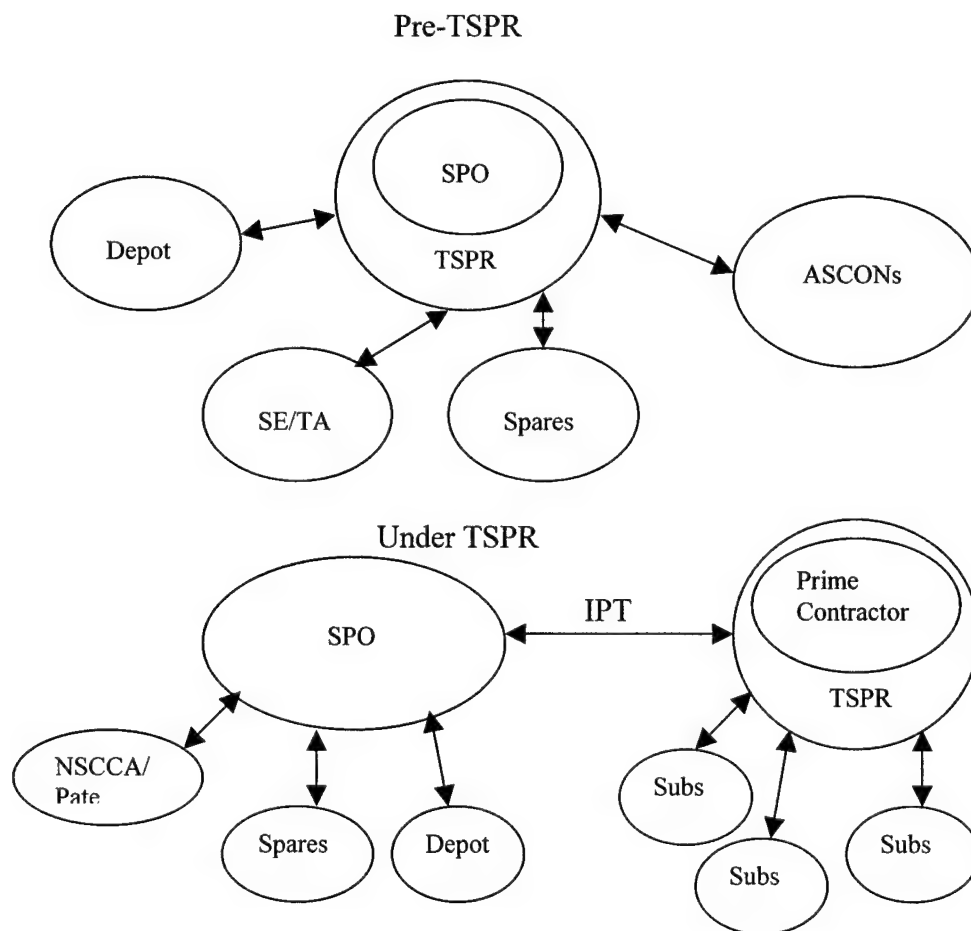 Pre-TSPR
SPO
Depot
TSPR
ASCONs
SE/TA
Spares
Under TSPR
Prime
Contractor
IPT
SPO
TSPR
NSCCA/
Pate
Subs
Spares
Depot
Subs
Subs